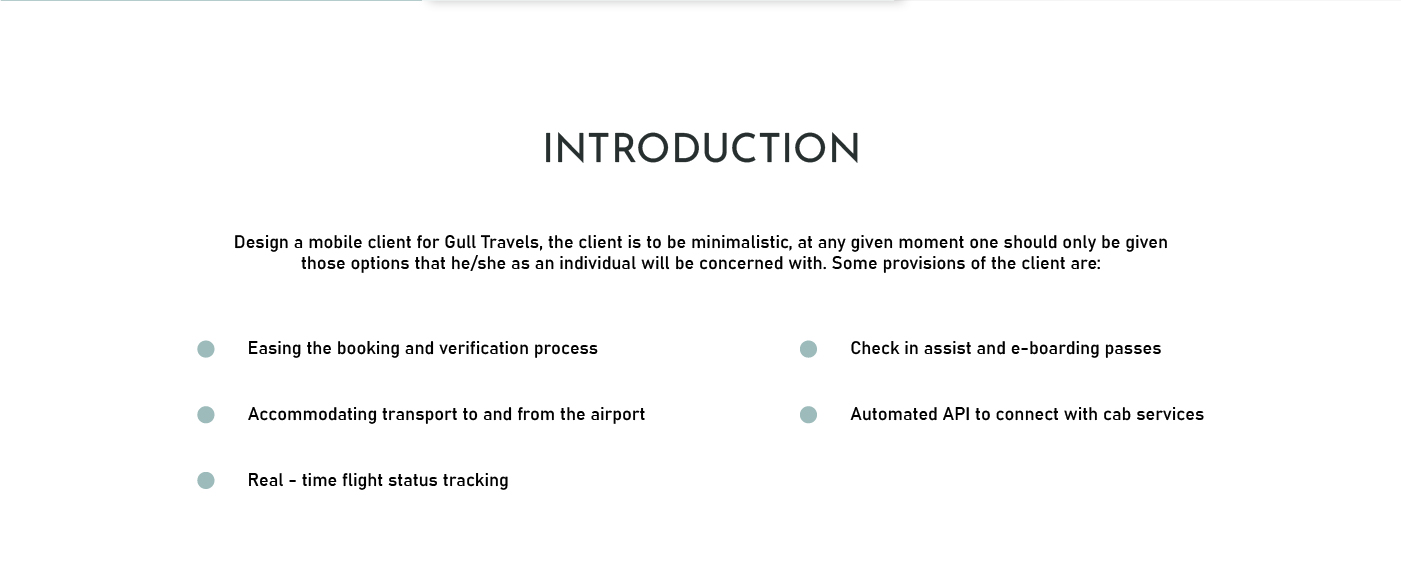 INTRODUCTION
Design a mobile client for Gull Travels, the client is to be minimalistic, at any given moment one should only be given
those options that he/she as an individual will be concerned with. Some provisions of the client are:
Easing the booking and verification process
Accommodating transport to and from the airport
Real - time flight status tracking
Check in assist and e-boarding passes
Automated API to connect with cab services